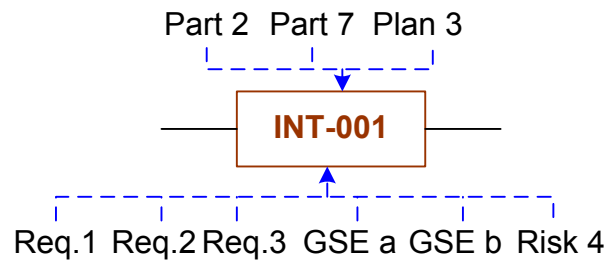 Part 2 Part 7 Plan 3
INT-001
Req.1 Req.2 Req.3 GSE a GSE b Risk 4